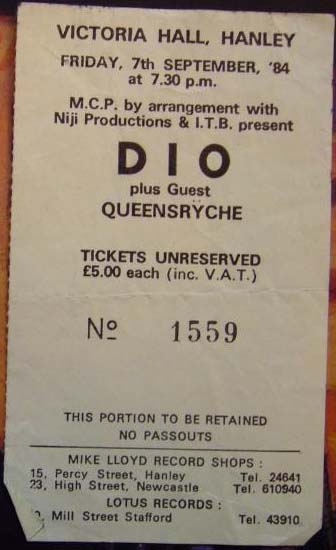 VICTORIA HALL, HANLEY
FRIDAY, 7th SEPTEMBER, '84
at 7.30 p.m.
M.C.P. by arrangement with
Niji Productions & I.T.B. present
DIO
plus Guest
QUEENSRŸCHE
TICKETS UNRESERVED
£5.00 each (inc. V.A.T.)
Nº 1559
THIS PORTION TO BE RETAINED
NO PASSOUTS
MIKE LLOYD RECORD SHOPS :
15, Percy Street, Hanley Tel. 24641
23, High Street, Newcastle Tel. 610940
LOTUS RECORDS :
Mill Street Stafford Tel. 43910